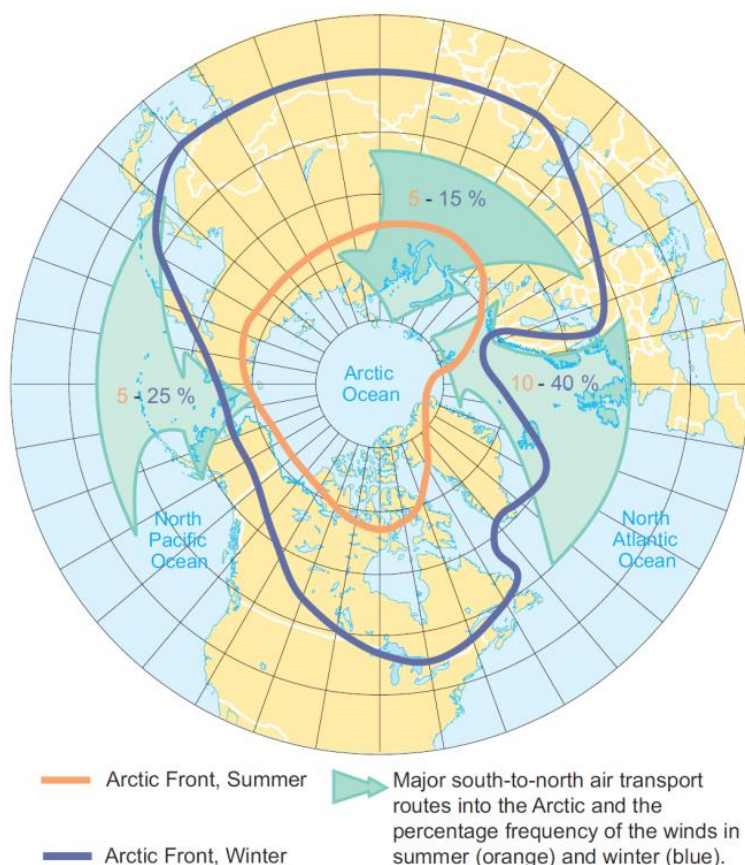 5 - 15 %
Arctic
Ocean
5 - 25 %
10 - 40 %
North
Pacific
Ocean
North
Atlantic
Ocean
Arctic Front, Summer
Arctic Front, Winter
Major south-to-north air transport
routes into the Arctic and the
percentage frequency of the winds in
summer (orange) and winter (blue).